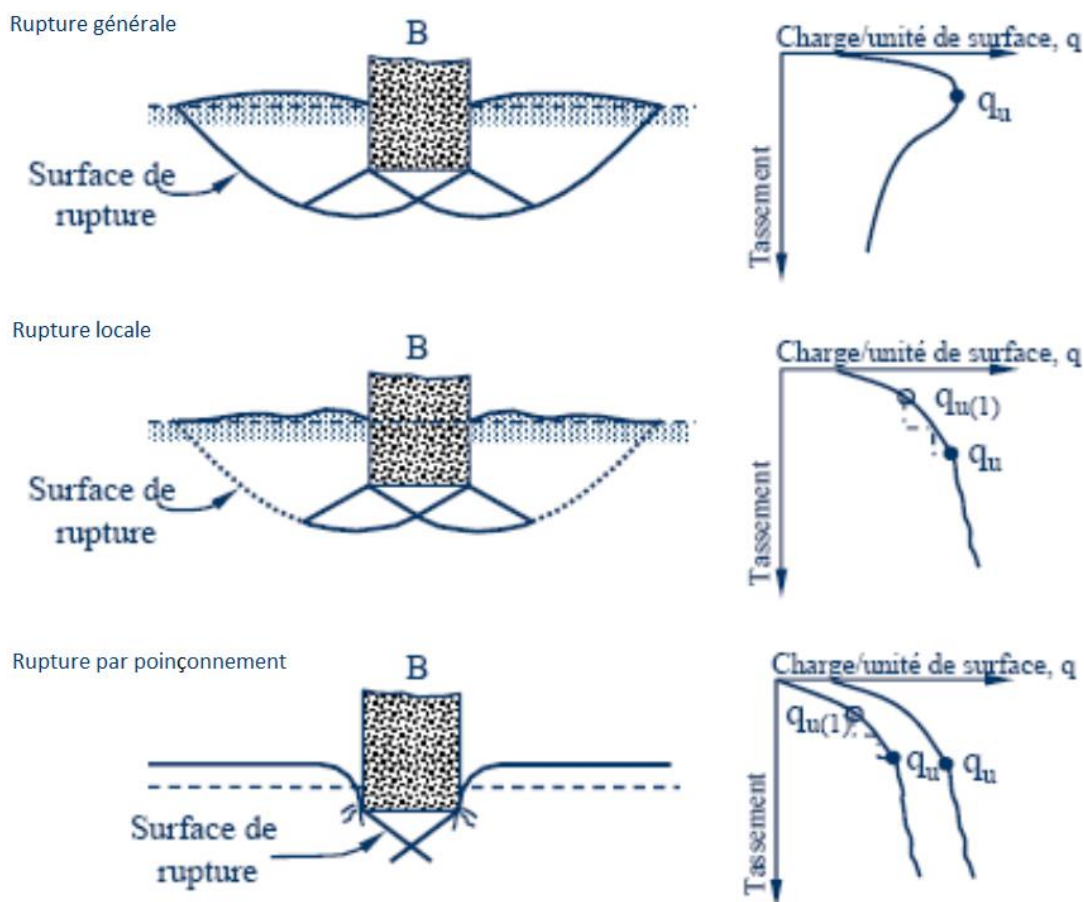 Rupture générale
B
Surface de
rupture
Charge/unité de surface, q
qu
Tassement
Rupture locale
B
Surface de
rupture
Charge/unité de surface, q
qu(1)
qu
Tassement
Rupture par poinçonnement
B
Surface de
rupture
Charge/unité de surface, q
qu(1)
qu
qu
Tassement